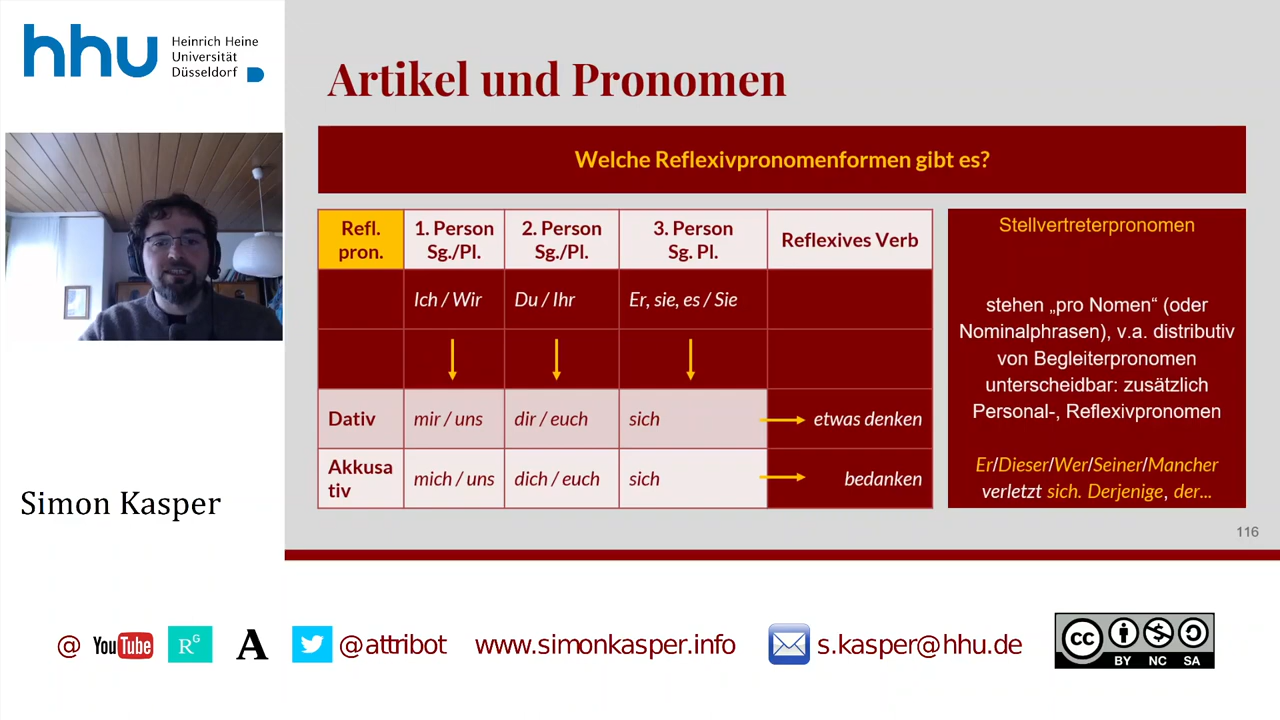 hhu
Heinrich Heine
Universität
Düsseldorf
Simon Kasper
Artikel und Pronomen
Welche Reflexivpronomenformen gibt es?
Refl. pron.
1. Person Sg./Pl.
2. Person Sg./Pl.
3. Person Sg. Pl.
Reflexives Verb
Ich / Wir
Du / Ihr
Er, sie, es / Sie
Dativ
mir / uns
dir / euch
sich
etwas denken
Akkusa
tiv
mich / uns
dich / euch
sich
bedanken
Stellvertreterpronomen
stehen „pro Nomen“ (oder
Nominalphrasen), v.a. distributiv
von Begleiterpronomen
unterscheidbar: zusätzlich
Personal-, Reflexivpronomen
Er/Dieser/Wer/Seiner/Mancher
verletzt sich. Derjenige, der...
116
@ YouTube RG A @attribot www.simonkasper.info s.kasper@hhu.de
cc BY NC SA